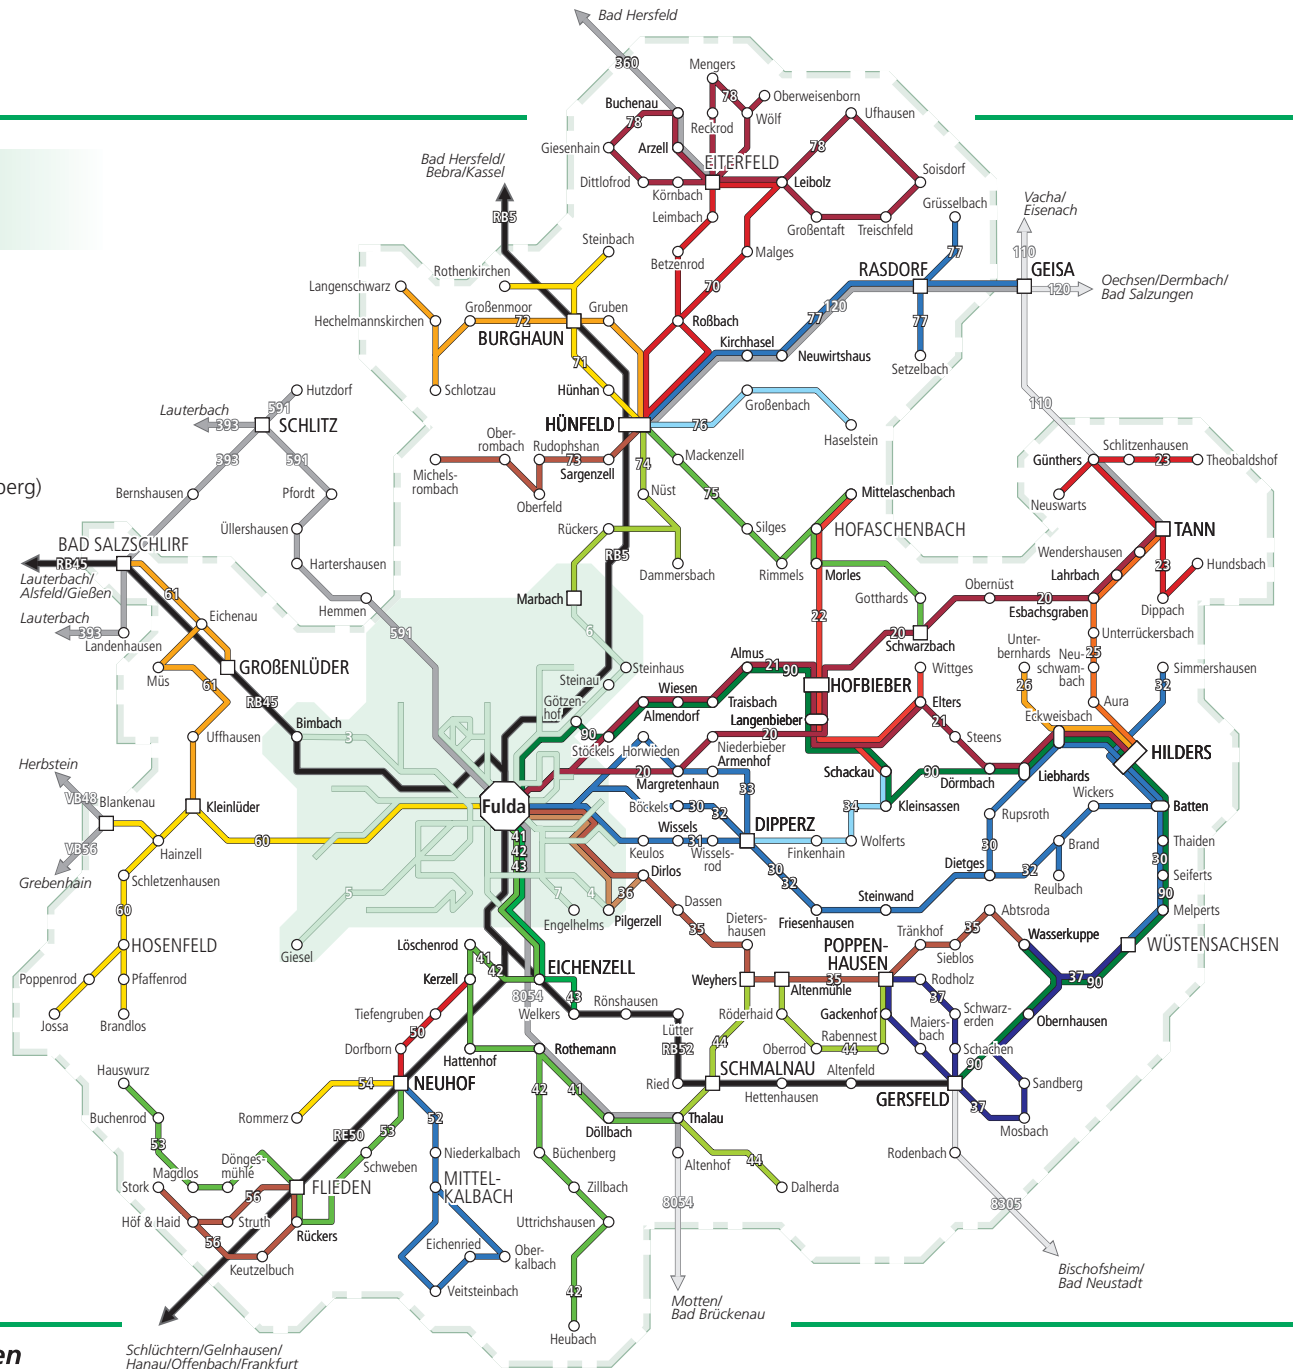 Bad Hersfeld
360
Mengers
78
Oberweisenborn
Buchenau
78
Reckrod
Wölf
Ufhausen
Giesenhain
Arzell
EITERFELD
78
Bad Hersfeld/
Bebra/Kassel
Dittlofrod
Körnbach
Leibolz
Soisdorf
RB5
Leimbach
Großentaft
Treischfeld
Grüsselbach
Vacha/
Eisenach
Steinbach
Betzenrod
Malges
77
110
Rothenkirchen
RASDORF
GEISA
Langenschwarz
70
120
Oechsen/Dermbach/
Bad Salzungen
Großenmoor
Gruben
120
Hechelmannskirchen
72
BURGHAUN
Roßbach
77
77
Kirchhasel
Neuwirtshaus
71
Setzelbach
Hutzdorf
Schlotzau
Hünhan
Großenbach
Lauterbach
591
110
393
SCHLITZ
HÜNFELD
76
Haselstein
Ober-
rombach
Rudophshan
Mackenzell
Schlitzenhausen
393
591
73
74
Günthers
23
Theobaldshof
Michels-
rombach
Sargenzell
berg)
Bernshausen
Pfordt
Oberfeld
Nüst
75
Mittelaschenbach
Neuswarts
Üllershausen
Rückers
Silges
HOFASCHENBACH
TANN
BAD SALZSCHLIRF
RB5
Wendershausen
RB45
Hartershausen
Dammersbach
Rimmels
Morles
Lahrbach
23
Hundsbach
Lauterbach/
Alsfeld/Gießen
61
Obernüst
Marbach
Gotthards
20
Esbachsgraben
Dippach
Eichenau
Hemmen
22
Lauterbach
393
591
6
20
Unterrückersbach
Landenhausen
Schwarzbach
Unter-
bernhards
Neu-
schwam-
bach
25
Müs
GROßENLÜDER
Steinhaus
Almus
21
90
Wittges
Simmershausen
61
Steinau
Wiesen
HOFBIEBER
26
32
RB45
Götzen-
hof
Traisbach
Elters
Aura
Bimbach
Almendorf
Langenbieber
21
Eckweisbach
Uffhausen
3
90
20
Steens
Stöckels
Horwieden
Niederbieber
HILDERS
Herbstein
20
Armenhof
Schackau
90
Liebhards
Margretenhaun
Dörmbach
VB48
Blankenau
Kleinlüder
Fulda
33
Wickers
Böckels
30
32
34
Kleinsassen
Rupsroth
Batten
VB56
60
41
Wissels
DIPPERZ
Hainzell
42
31
Thaiden
Grebenhain
43
Keulos
Wissels-
rod
Finkenhain
Wolferts
30
Brand
30
Schletzenhausen
Dirlos
30
Dietges
32
Seiferts
5
7
4
36
32
Steinwand
Reulbach
90
60
Dassen
Melperts
Engelhelms
Pilgerzell
Friesenhausen
Abtsroda
Dieters-
hausen
Tränkhof
35
HOSENFELD
Giesel
Löschenrod
35
POPPEN-
HAUSEN
Wasserkuppe
WÜSTENSACHSEN
41
Sieblos
Poppenrod
Pfaffenrod
Kerzell
42
EICHENZELL
Weyhers
35
Rodholz
37
90
Altenmühle
37
8054
43
Rönshausen
Jossa
Brandlos
Tiefengruben
Welkers
Röderhaid
Gackenhof
Schwarz-
erden
Obernhausen
50
Lütter
Rabennest
Maiers-
bach
Dorfborn
RB52
44
Oberrod
44
Schachen
Hattenhof
Rothemann
90
Hauswurz
SCHMALNAU
Altenfeld
54
NEUHOF
42
41
Ried
Hettenhausen
GERSFELD
Sandberg
37
Buchenrod
Rommerz
52
Mosbach
RE50
53
Döllbach
Thalau
53
Dönges-
mühle
Schweben
Niederkalbach
Büchenberg
Altenhof
44
Rodenbach
Magdlos
Stork
56
FLIEDEN
MITTEL-
KALBACH
Zillbach
Dalherda
8054
8305
Höf & Haid
Struth
Uttrichshausen
Rückers
56
Eichenried
Ober-
kalbach
Keutzelbuch
Bischofsheim/
Bad Neustadt
Veitsteinbach
42
Motten/
Bad Brückenau
Heubach
Schlüchtern/Gelnhausen/
Hanau/Offenbach/Frankfurt
en